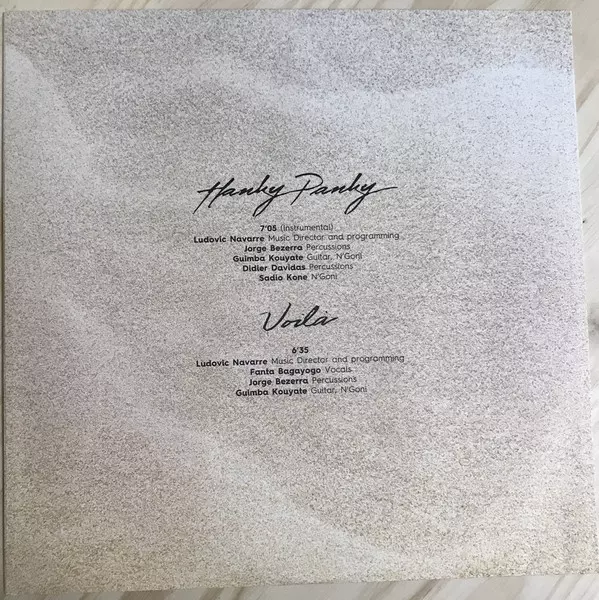 Hanky Panky
7'05 (Instrumental)
Ludovic Navarre Music Director and programming
Jorge Bezerra Percussions
Guimba Kouyate Guitar, N'Goni
Didier Davidas Percussions
Sadio Kone N'Goni
Voilà
6'35
Ludovic Navarre Music Director and programming
Fanta Bagayogo Vocals
Jorge Bezerra Percussions
Guimba Kouyate Guitar, N'Goni